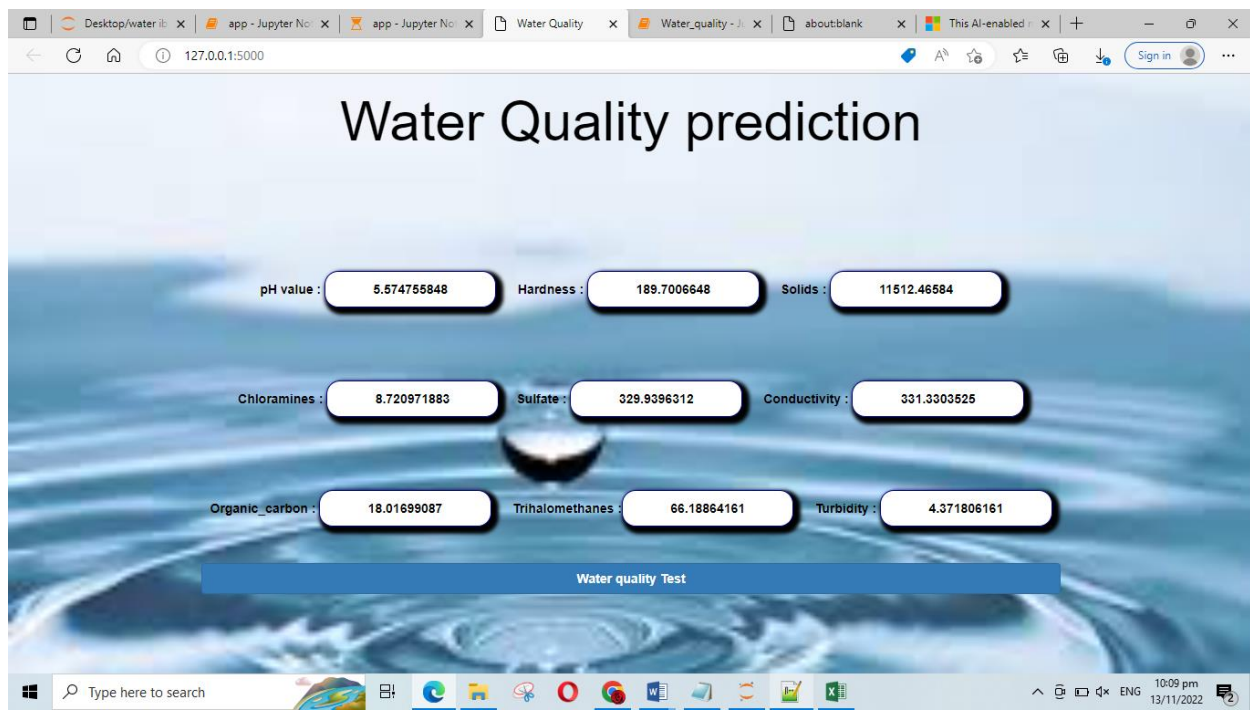 Desktop/water ib
app - Jupyter No
app - Jupyter No
Water Quality
Water_quality - Ju
about:blank
This AI-enabled
127.0.0.1:5000
Sign in
Water Quality prediction
pH value : 5.574755848 Hardness : 189.7006648 Solids : 11512.46584
Chloramines : 8.720971883 Sulfate : 329.9396312 Conductivity : 331.3303525
Organic_carbon : 18.01699087 Trihalomethanes : 66.18864161 Turbidity : 4.371806161
Water quality Test
Type here to search
ENG
10:09 pm
13/11/2022
2